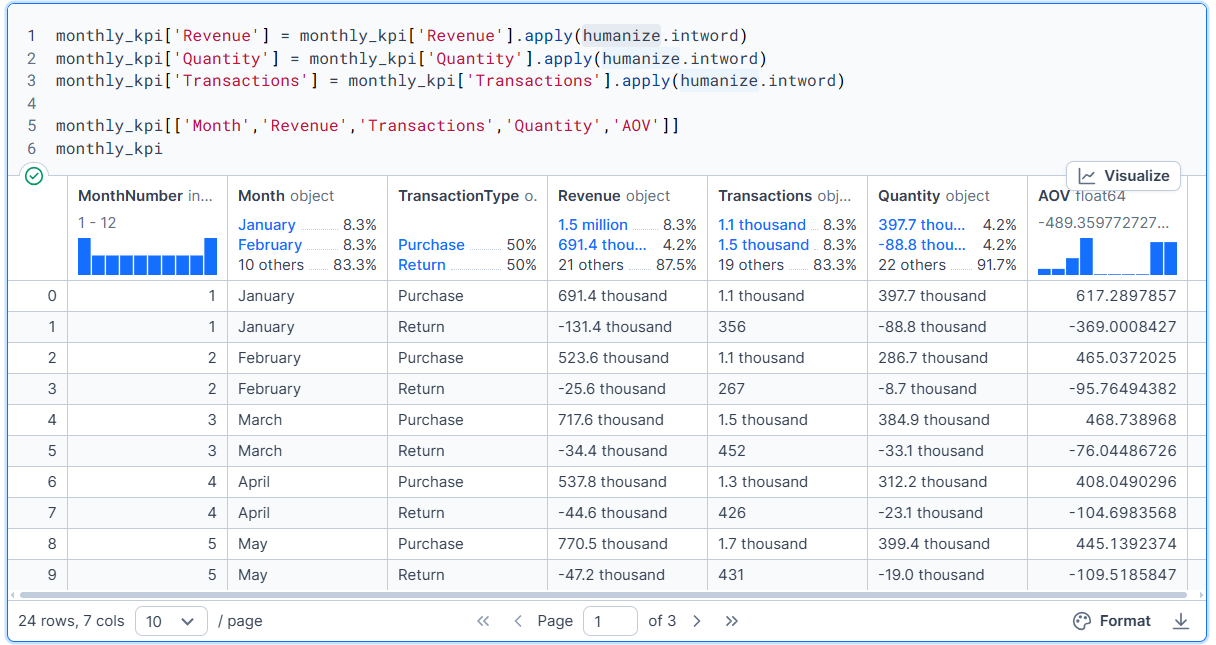 1 monthly_kpi['Revenue'] = monthly_kpi['Revenue'].apply(humanize.intword)
2 monthly_kpi['Quantity'] = monthly_kpi['Quantity'].apply(humanize.intword)
3 monthly_kpi['Transactions'] = monthly_kpi['Transactions'].apply(humanize.intword)
4
5 monthly_kpi[['Month','Revenue','Transactions','Quantity','AOV']]
6 monthly_kpi
Visualize
MonthNumber in... Month object TransactionType o. Revenue object Transactions obj... Quantity object AOV float64
1 - 12 January 8.3% 1.5 million 8.3% 1.1 thousand 8.3% 397.7 thou... 4.2% -489.359772727...
February 8.3% Purchase 50% 691.4 thou... 4.2% 1.5 thousand 8.3% -88.8 thou... 4.2%
10 others 83.3% Return 50% 21 others 87.5% 19 others 83.3% 22 others 91.7%
0 1 January Purchase 691.4 thousand 1.1 thousand 397.7 thousand 617.2897857
1 1 January Return -131.4 thousand 356 -88.8 thousand -369.0008427
2 2 February Purchase 523.6 thousand 1.1 thousand 286.7 thousand 465.0372025
3 2 February Return -25.6 thousand 267 -8.7 thousand -95.76494382
4 3 March Purchase 717.6 thousand 1.5 thousand 384.9 thousand 468.738968
5 3 March Return -34.4 thousand 452 -33.1 thousand -76.04486726
6 4 April Purchase 537.8 thousand 1.3 thousand 312.2 thousand 408.0490296
7 4 April Return -44.6 thousand 426 -23.1 thousand -104.6983568
8 5 May Purchase 770.5 thousand 1.7 thousand 399.4 thousand 445.1392374
9 5 May Return -47.2 thousand 431 -19.0 thousand -109.5185847
24 rows, 7 cols 10 / page << < Page 1 of 3 > >> Format